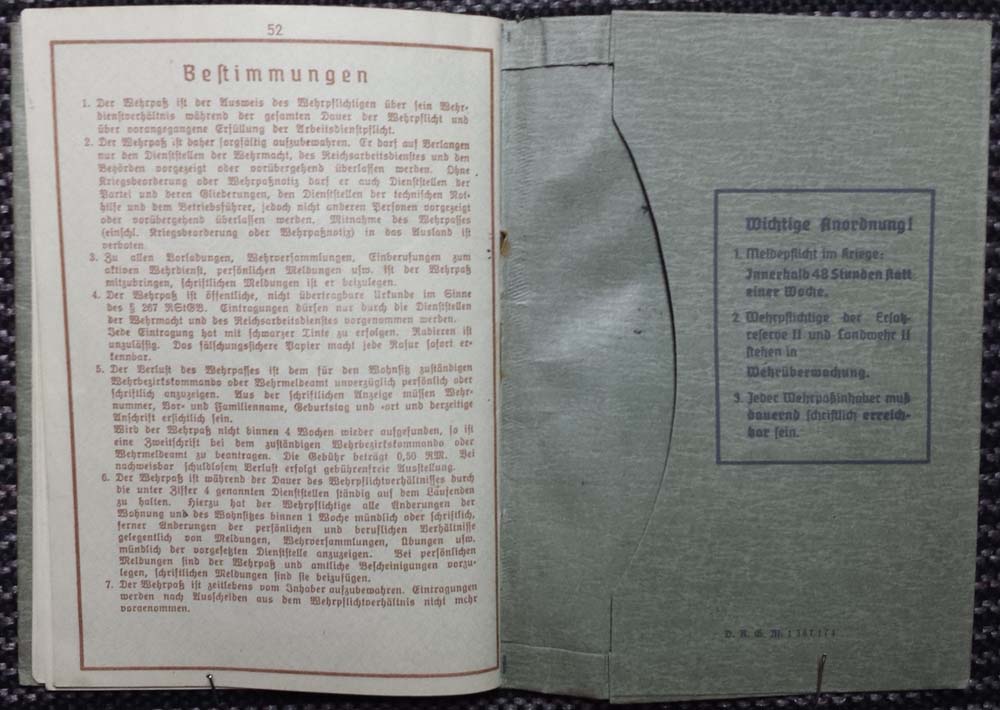 52
Bestimmungen
1. Der Wehrpaß ist der Ausweis des Wehrpflichtigen über sein Wehr-
dienstverhältnis während der gesamten Dauer der Wehrpflicht und
über vorangegangene Erfüllung der Arbeitsdienstpflicht.
2. Der Wehrpaß ist daher sorgfältig aufzubewahren. Er darf auf Verlangen
nur den Dienststellen der Wehrmacht, des Reichsarbeitsdienstes und den
Behörden vorgezeigt oder vorübergehend überlassen werden. Ohne
Kriegsbeorderung oder Wehrpaßnotiz darf er auch Dienststellen der
Partei und deren Gliederungen, den Dienststellen der technischen Not-
hilfe und dem Betriebsführer, jedoch nicht anderen Personen vorgezeigt
oder vorübergehend überlassen werden. Mitnahme des Wehrpasses
(einschl. Kriegsbeorderung oder Wehrpaßnotiz) in das Ausland ist
verboten.
3. Zu allen Vorladungen, Wehrversammlungen, Einberufungen zum
aktiven Wehrdienst, persönlichen Meldungen usw. ist der Wehrpaß
mitzubringen, schriftlichen Meldungen ist er beizulegen.
4. Der Wehrpaß ist öffentliche, nicht übertragbare Urkunde im Sinne
des § 267 RStGB. Eintragungen dürfen nur durch die Dienststellen
der Wehrmacht und des Reichsarbeitsdienstes vorgenommen werden.
Jede Eintragung hat mit schwarzer Tinte zu erfolgen. Radieren ist
unzulässig. Das fälschungssichere Papier macht jede Rasur sofort er-
kennbar.
5. Der Verlust des Wehrpasses ist dem für den Wohnsitz zuständigen
Wehrbezirkskommando oder Wehrmeldeamt unverzüglich persönlich oder
schriftlich anzuzeigen. Aus der schriftlichen Anzeige müssen Wehr-
nummer, Vor- und Familienname, Geburtstag und -ort und derzeitige
Anschrift ersichtlich sein.
Wird der Wehrpaß nicht binnen 4 Wochen wieder aufgefunden, so ist
eine Zweitschrift bei dem zuständigen Wehrbezirkskommando oder
Wehrmeldeamt zu beantragen. Die Gebühr beträgt 0,50 RM. Bei
nachweisbar schuldlosem Verlust erfolgt gebührenfreie Ausstellung.
6. Der Wehrpaß ist während der Dauer des Wehrpflichtverhältnisses durch
die unter Ziffer 4 genannten Dienststellen ständig auf dem Laufenden
zu halten. Hierzu hat der Wehrpflichtige alle Änderungen der
Wohnung und des Wohnsitzes binnen 1 Woche mündlich oder schriftlich,
ferner Änderungen der persönlichen und beruflichen Verhältnisse
gelegentlich von Meldungen, Wehrversammlungen, Übungen usw.
mündlich der vorgesetzten Dienststelle anzuzeigen. Bei persönlichen
Meldungen sind der Wehrpaß und amtliche Bescheinigungen vorzu-
legen, schriftlichen Meldungen sind sie beizufügen.
7. Der Wehrpaß ist zeitlebens vom Inhaber aufzubewahren. Eintragungen
werden nach Ausscheiden aus dem Wehrpflichtverhältnis nicht mehr
vorgenommen.
Wichtige Anordnung!
1. Meldepflicht im Kriege:
Innerhalb 48 Stunden statt
einer Woche.
2. Wehrpflichtige der Ersatz-
reserve II und Landwehr II
stehen in
Wehrüberwachung.
3. Jeder Wehrpaßinhaber muß
dauernd schriftlich erreich-
bar sein.
D. R. G. M. 1 367 174